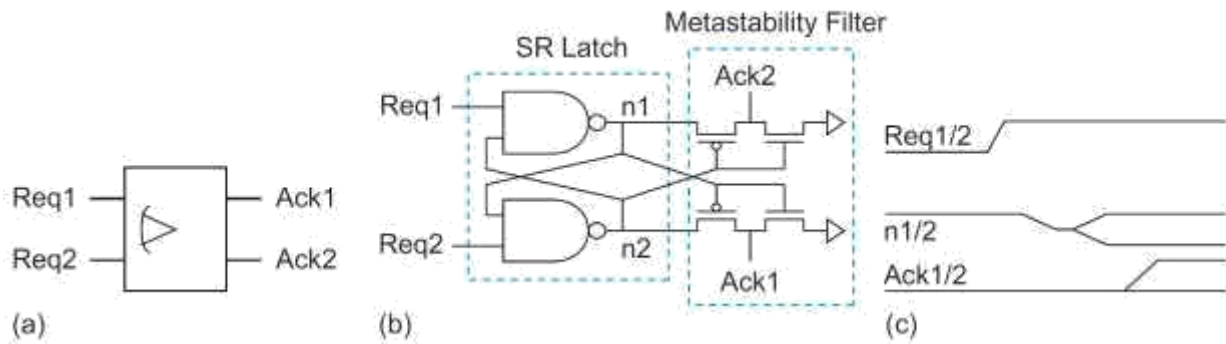 Metastability Filter
SR Latch
Req1
n1
Ack2
Req2
n2
Ack1
Req1
Req2
Ack1
Ack2
Req1/2
n1/2
Ack1/2
(a)
(b)
(c)